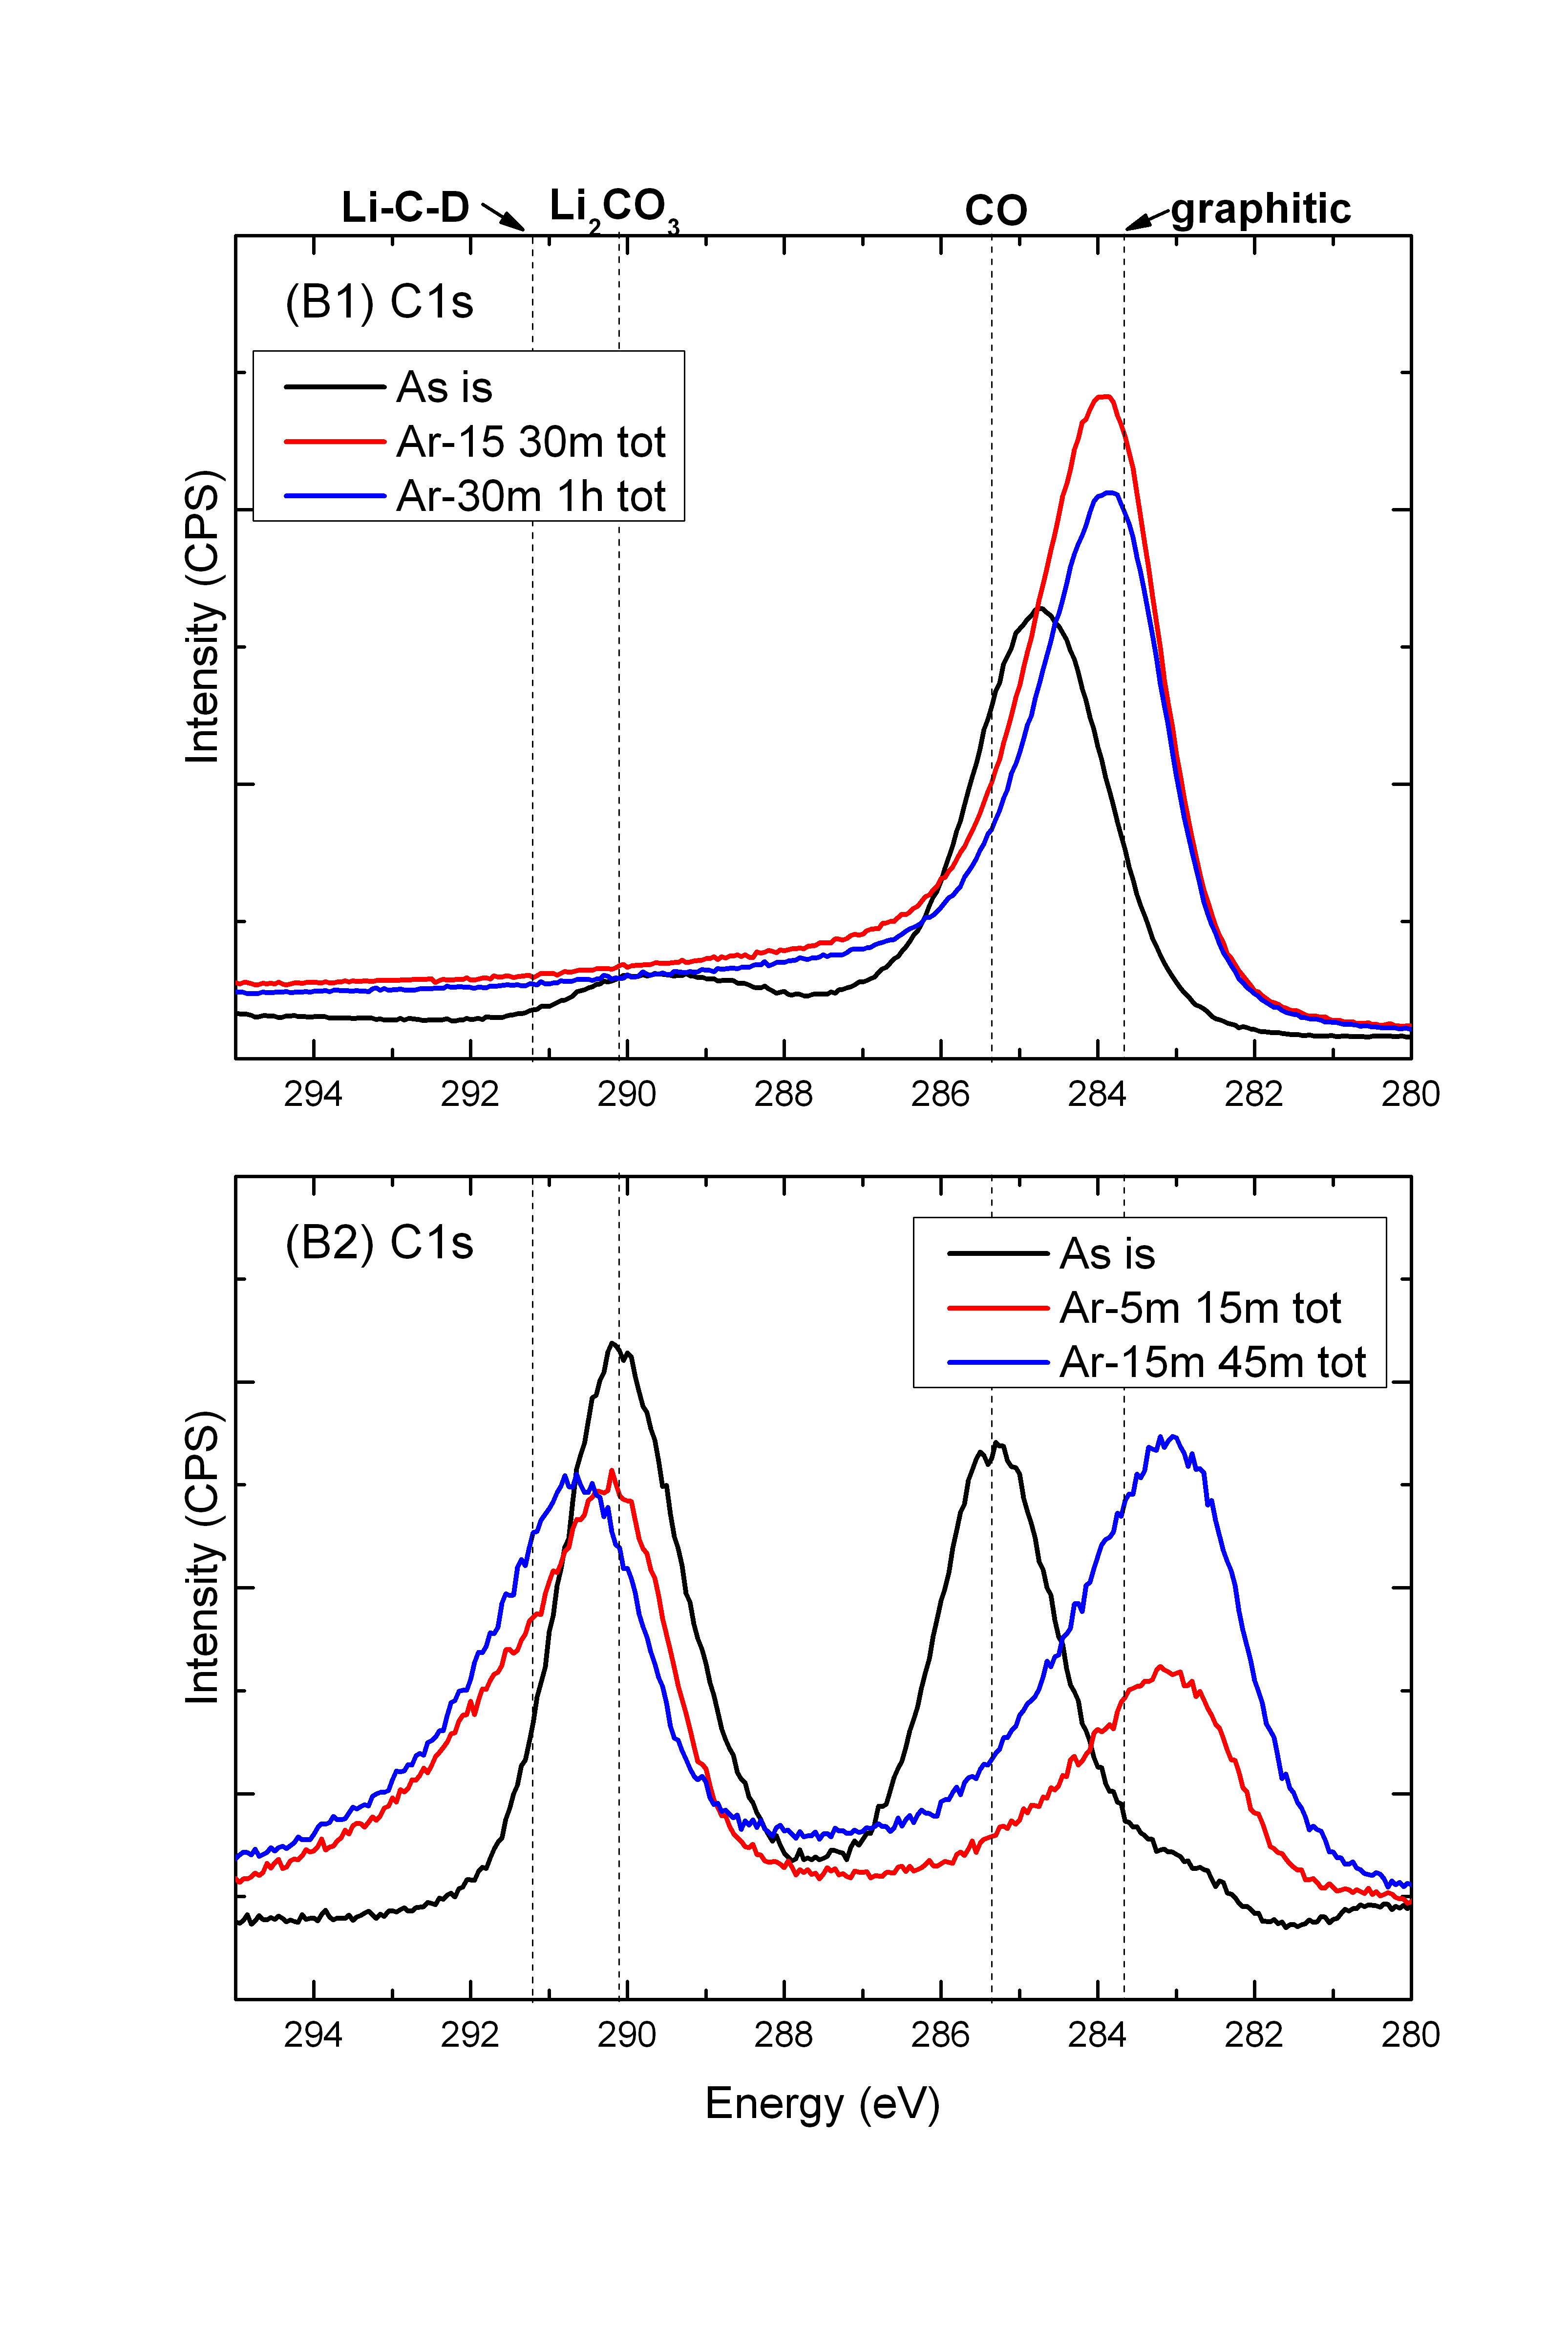 Li-C-D Li₂CO₃ CO graphitic
(B1) C1s
As is
Ar-15 30m tot
Ar-30m 1h tot
Intensity (CPS)
294 292 290 288 286 284 282 280
(B2) C1s
As is
Ar-5m 15m tot
Ar-15m 45m tot
Intensity (CPS)
294 292 290 288 286 284 282 280
Energy (eV)